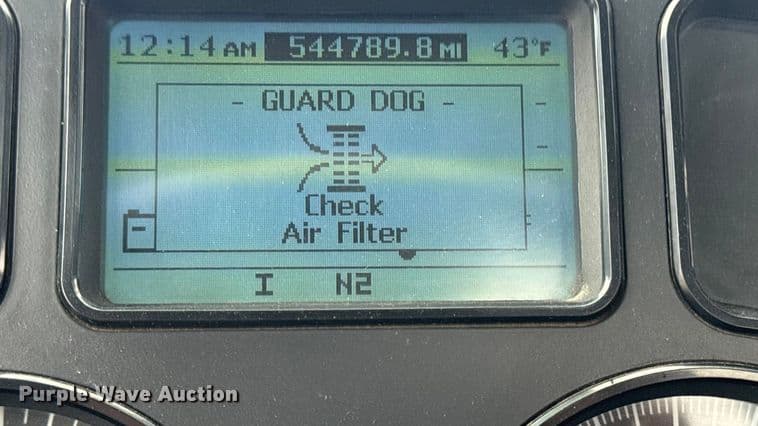 12:14 AM 544789.8 MI 43°F
- GUARD DOG -
Check
Air Filter
I N2
Purple Wave Auction